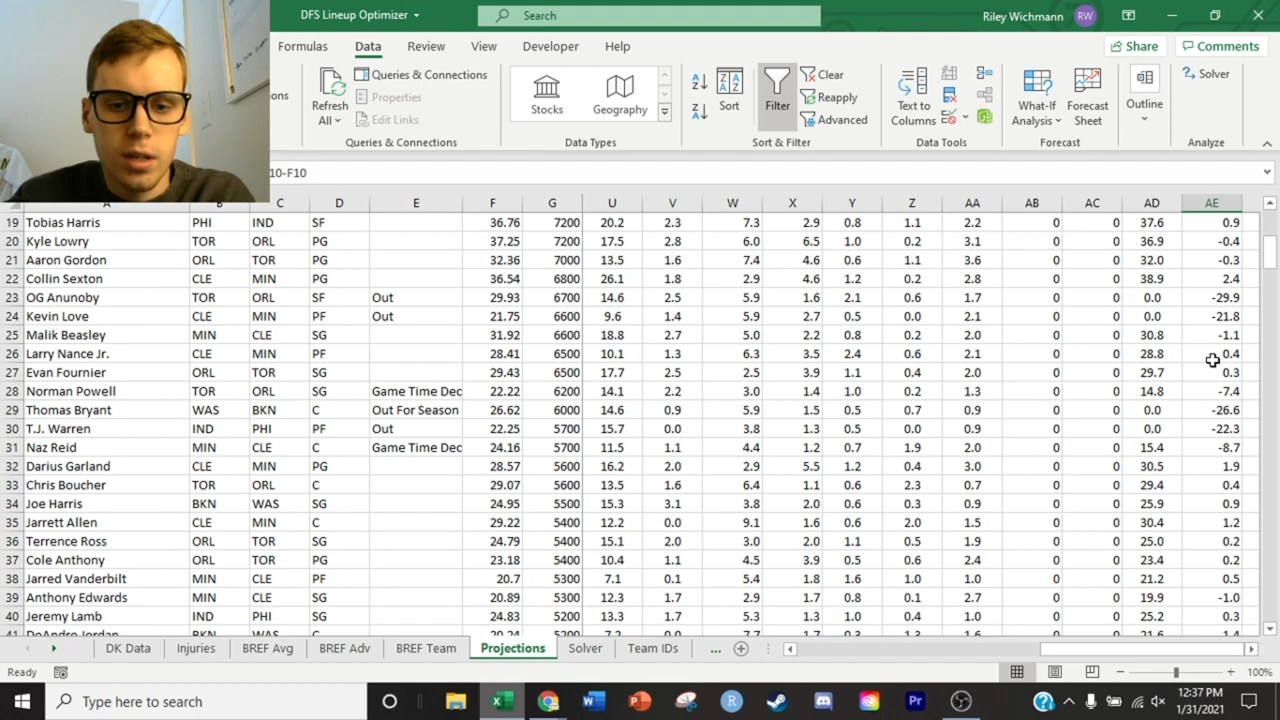 DFS Lineup Optimizer
Search
Riley Wichmann RW
Formulas Data Review View Developer Help Share Comments
Refresh All Queries & Connections Properties Edit Links
Stocks Geography
Sort Filter Clear Reapply Advanced
Text to Columns
What-If Analysis Forecast Sheet
Outline
Solver
Queries & Connections Data Types Sort & Filter Data Tools Forecast Analyze
10-F10
A B C D E F G U V W X Y Z AA AB AC AD AE
19 Tobias Harris PHI IND SF 36.76 7200 20.2 2.3 7.3 2.9 0.8 1.1 2.2 0 0 37.6 0.9
20 Kyle Lowry TOR ORL PG 37.25 7200 17.5 2.8 6.0 6.5 1.0 0.2 3.1 0 0 36.9 -0.4
21 Aaron Gordon ORL TOR PG 32.36 7000 13.5 1.6 7.4 4.6 0.6 1.1 3.6 0 0 32.0 -0.3
22 Collin Sexton CLE MIN PG 36.54 6800 26.1 1.8 2.9 4.6 1.2 0.2 2.8 0 0 38.9 2.4
23 OG Anunoby TOR ORL SF Out 29.93 6700 14.6 2.5 5.9 1.6 2.1 0.6 1.7 0 0 0.0 -29.9
24 Kevin Love CLE MIN PF Out 21.75 6600 9.6 1.4 5.9 2.7 0.5 0.0 2.1 0 0 0.0 -21.8
25 Malik Beasley MIN CLE SG 31.92 6600 18.8 2.7 5.0 2.2 0.8 0.2 2.0 0 0 30.8 -1.1
26 Larry Nance Jr. CLE MIN PF 28.41 6500 10.1 1.3 6.3 3.5 2.4 0.6 2.1 0 0 28.8 0.4
27 Evan Fournier ORL TOR SG 29.43 6500 17.7 2.5 2.5 3.9 1.1 0.4 2.0 0 0 29.7 0.3
28 Norman Powell TOR ORL SG Game Time Dec 22.22 6200 14.1 2.2 3.0 1.4 1.0 0.2 1.3 0 0 14.8 -7.4
29 Thomas Bryant WAS BKN C Out For Season 26.62 6000 14.6 0.9 5.9 1.5 0.5 0.7 0.9 0 0 0.0 -26.6
30 T.J. Warren IND PHI PF Out 22.25 5700 15.7 0.0 3.8 1.3 0.5 0.0 0.9 0 0 0.0 -22.3
31 Naz Reid MIN CLE C Game Time Dec 24.16 5700 11.5 1.1 4.4 1.2 0.7 1.9 2.0 0 0 15.4 -8.7
32 Darius Garland CLE MIN PG 28.57 5600 16.2 2.0 2.9 5.5 1.2 0.4 3.0 0 0 30.5 1.9
33 Chris Boucher TOR ORL C 29.07 5600 13.5 1.6 6.4 1.1 0.6 2.3 0.7 0 0 29.4 0.4
34 Joe Harris BKN WAS SG 24.95 5500 15.3 3.1 3.8 2.0 0.6 0.3 0.9 0 0 25.9 0.9
35 Jarrett Allen CLE MIN C 29.22 5400 12.2 0.0 9.1 1.6 0.6 2.0 1.5 0 0 30.4 1.2
36 Terrence Ross ORL TOR SG 24.79 5400 15.1 2.0 3.0 2.0 1.1 0.5 1.9 0 0 25.0 0.2
37 Cole Anthony ORL TOR PG 23.18 5400 10.4 1.1 4.5 3.9 0.5 0.6 2.4 0 0 23.4 0.2
38 Jarred Vanderbilt MIN CLE PF 20.7 5300 7.1 0.1 5.4 1.8 1.6 1.0 1.0 0 0 21.2 0.5
39 Anthony Edwards MIN CLE SG 20.89 5300 12.3 1.7 2.9 1.7 0.8 0.1 2.7 0 0 19.9 -1.0
40 Jeremy Lamb IND PHI SG 24.83 5200 13.3 1.7 5.3 1.3 1.0 0.4 1.0 0 0 25.2 0.3
41 DeAndre Jordan BKN WAS C 20.24 5200 7.2 0.0 7.7 1.7 0.3 1.3 1.6 0 0 21.6 1.4
DK Data Injuries BREF Avg BREF Adv BREF Team Projections Solver Team IDs ...
Ready 100%
Type here to search
12:37 PM
1/31/2021